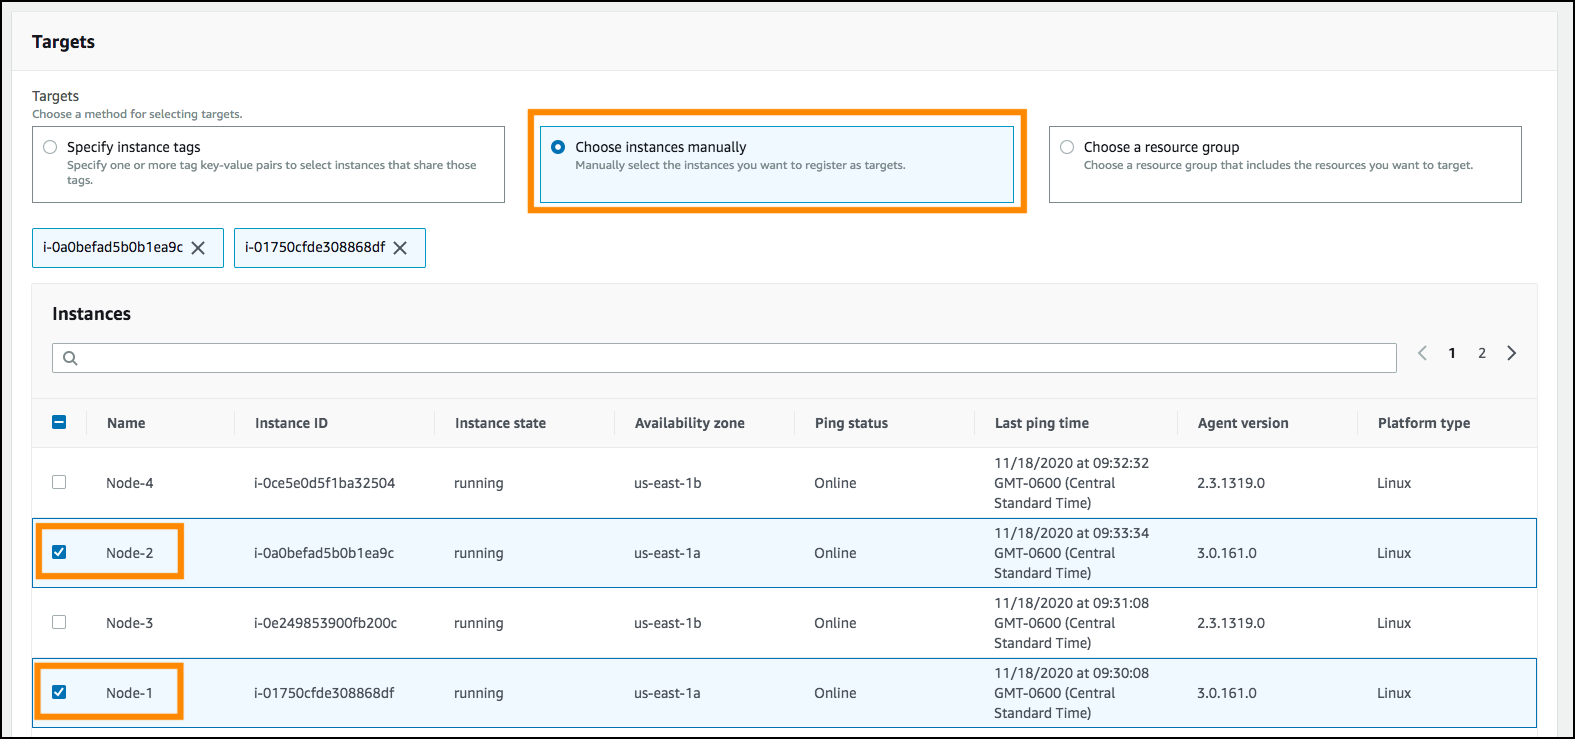 Targets
Targets
Choose a method for selecting targets.
Specify instance tags
Specify one or more tag key-value pairs to select instances that share those
tags.
Choose instances manually
Manually select the instances you want to register as targets.
Choose a resource group
Choose a resource group that includes the resources you want to target.
i-0a0befad5b0b1ea9c i-01750cfde308868df
Instances
1 2
Name Instance ID Instance state Availability zone Ping status Last ping time Agent version Platform type
11/18/2020 at 09:32:32
Node-4 i-0ce5e0d5f1ba32504 running us-east-1b Online GMT-0600 (Central 2.3.1319.0 Linux
Standard Time)
11/18/2020 at 09:33:34
Node-2 i-0a0befad5b0b1ea9c running us-east-1a Online GMT-0600 (Central 3.0.161.0 Linux
Standard Time)
11/18/2020 at 09:31:08
Node-3 i-0e249853900fb200c running us-east-1b Online GMT-0600 (Central 2.3.1319.0 Linux
Standard Time)
11/18/2020 at 09:30:08
Node-1 i-01750cfde308868df running us-east-1a Online GMT-0600 (Central 3.0.161.0 Linux
Standard Time)